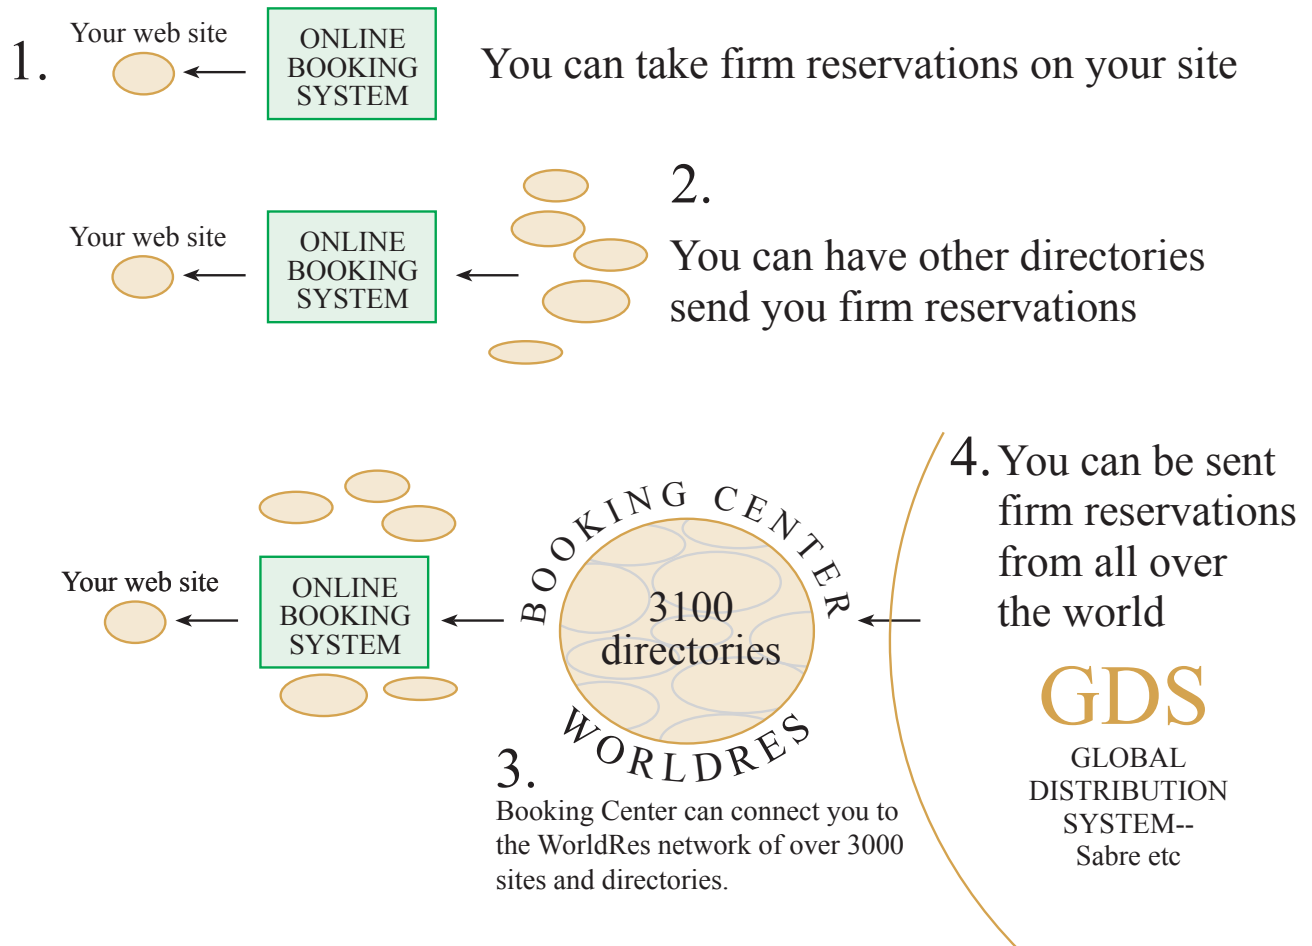 1.
Your web site
ONLINE
BOOKING
SYSTEM
You can take firm reservations on your site
2.
Your web site
ONLINE
BOOKING
SYSTEM
You can have other directories
send you firm reservations
4.
You can be sent
firm reservations
from all over
the world
Your web site
ONLINE
BOOKING
SYSTEM
BOOKING CENTER
3100
directories
WORLDRES
GDS
GLOBAL
DISTRIBUTION
SYSTEM--
Sabre etc
3.
Booking Center can connect you to
the WorldRes network of over 3000
sites and directories.